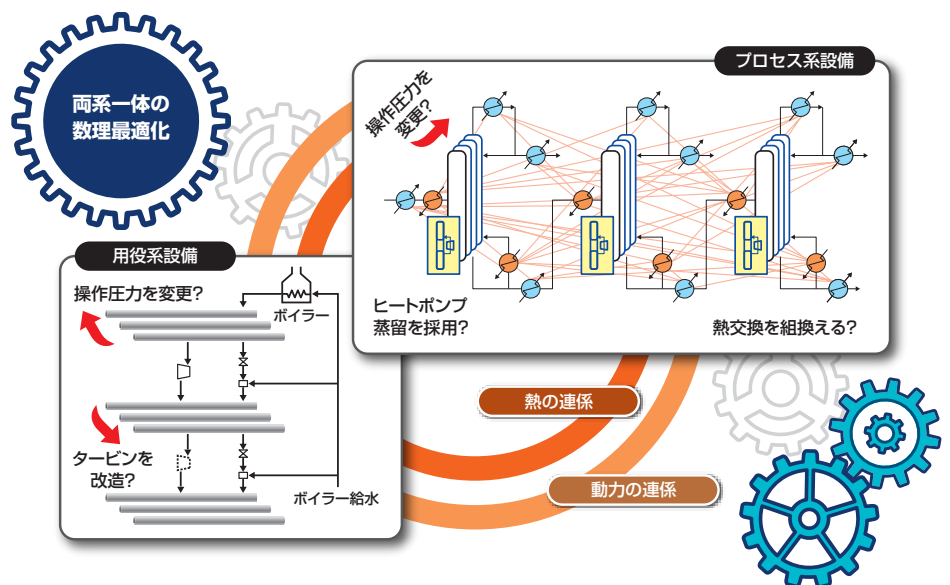 両系一体の
数理最適化
プロセス系設備
操作圧力を
変更?
ヒートポンプ
蒸留を採用?
熱交換を組換える?
用役系設備
操作圧力を変更?
ボイラー
タービンを
改造?
ボイラー給水
熱の連係
動力の連係